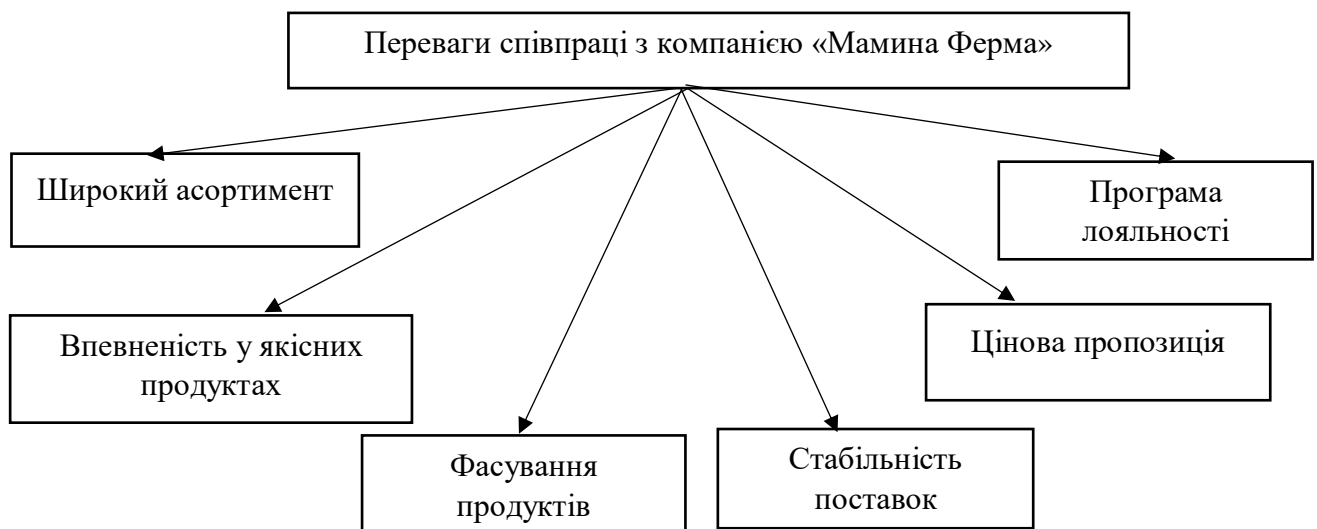 Переваги співпраці з компанією «Мамина Ферма»
Широкий асортимент
Програма
лояльності
Впевненість у якісних
продуктах
Цінова пропозиція
Фасування
продуктів
Стабільність
поставок